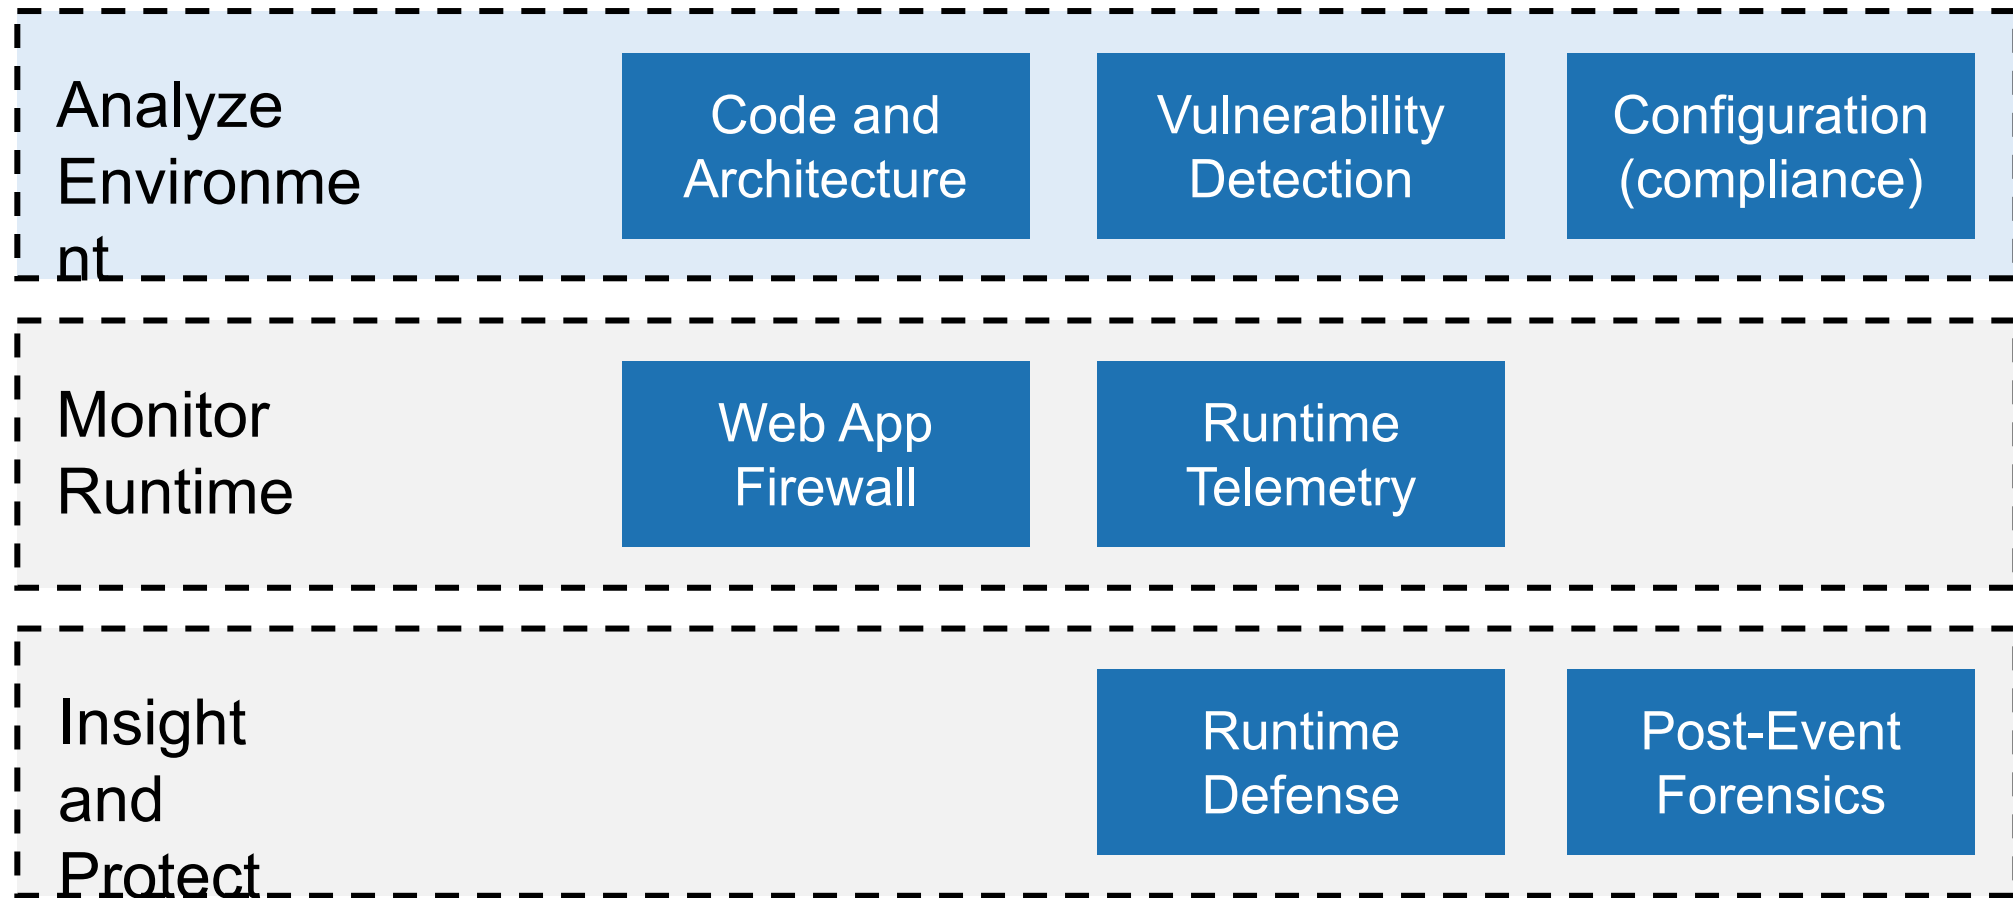 Analyze
Environme
nt
Code and
Architecture
Vulnerability
Detection
Configuration
(compliance)
Monitor
Runtime
Web App
Firewall
Runtime
Telemetry
Insight
and
Protect
Runtime
Defense
Post-Event
Forensics